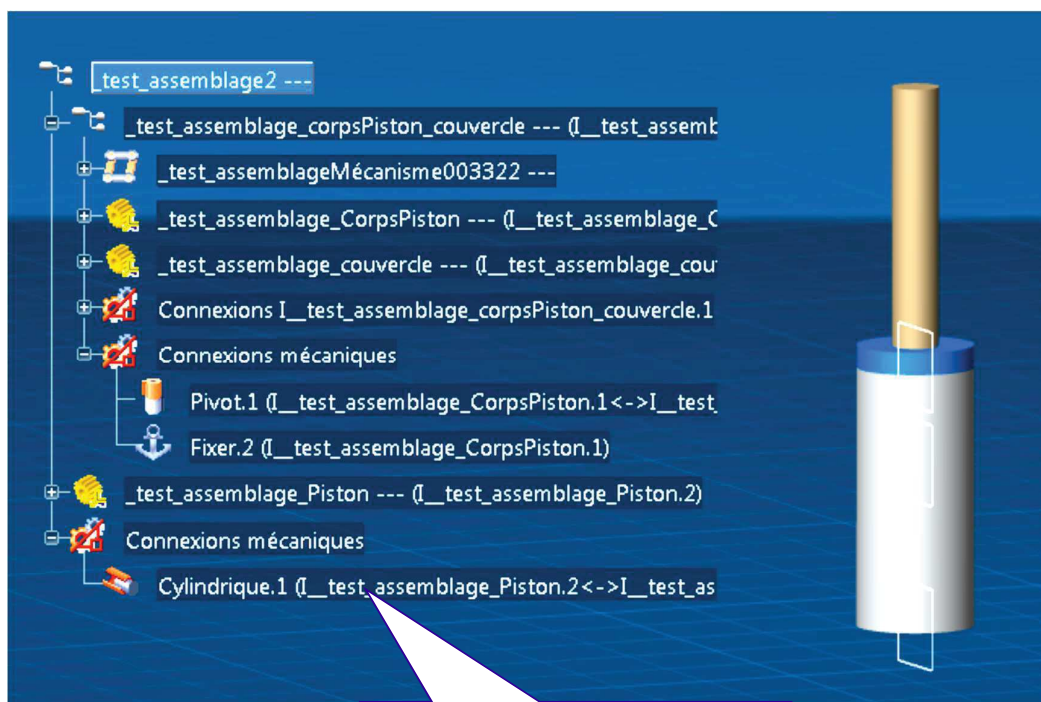 _test_assemblage2 ---
_test_assemblage_corpsPiston_couvercle --- (I__test_assemb
_test_assemblageMécanisme003322 ---
_test_assemblage_CorpsPiston --- (I__test_assemblage_C
_test_assemblage_couvercle --- (I__test_assemblage_cou
Connexions I__test_assemblage_corpsPiston_couvercle.1
Connexions mécaniques
Pivot.1 (I__test_assemblage_CorpsPiston.1<->I__test_
Fixer.2 (I__test_assemblage_CorpsPiston.1)
_test_assemblage_Piston --- (I__test_assemblage_Piston.2)
Connexions mécaniques
Cylindrique.1 (I__test_assemblage_Piston.2<->I__test_as